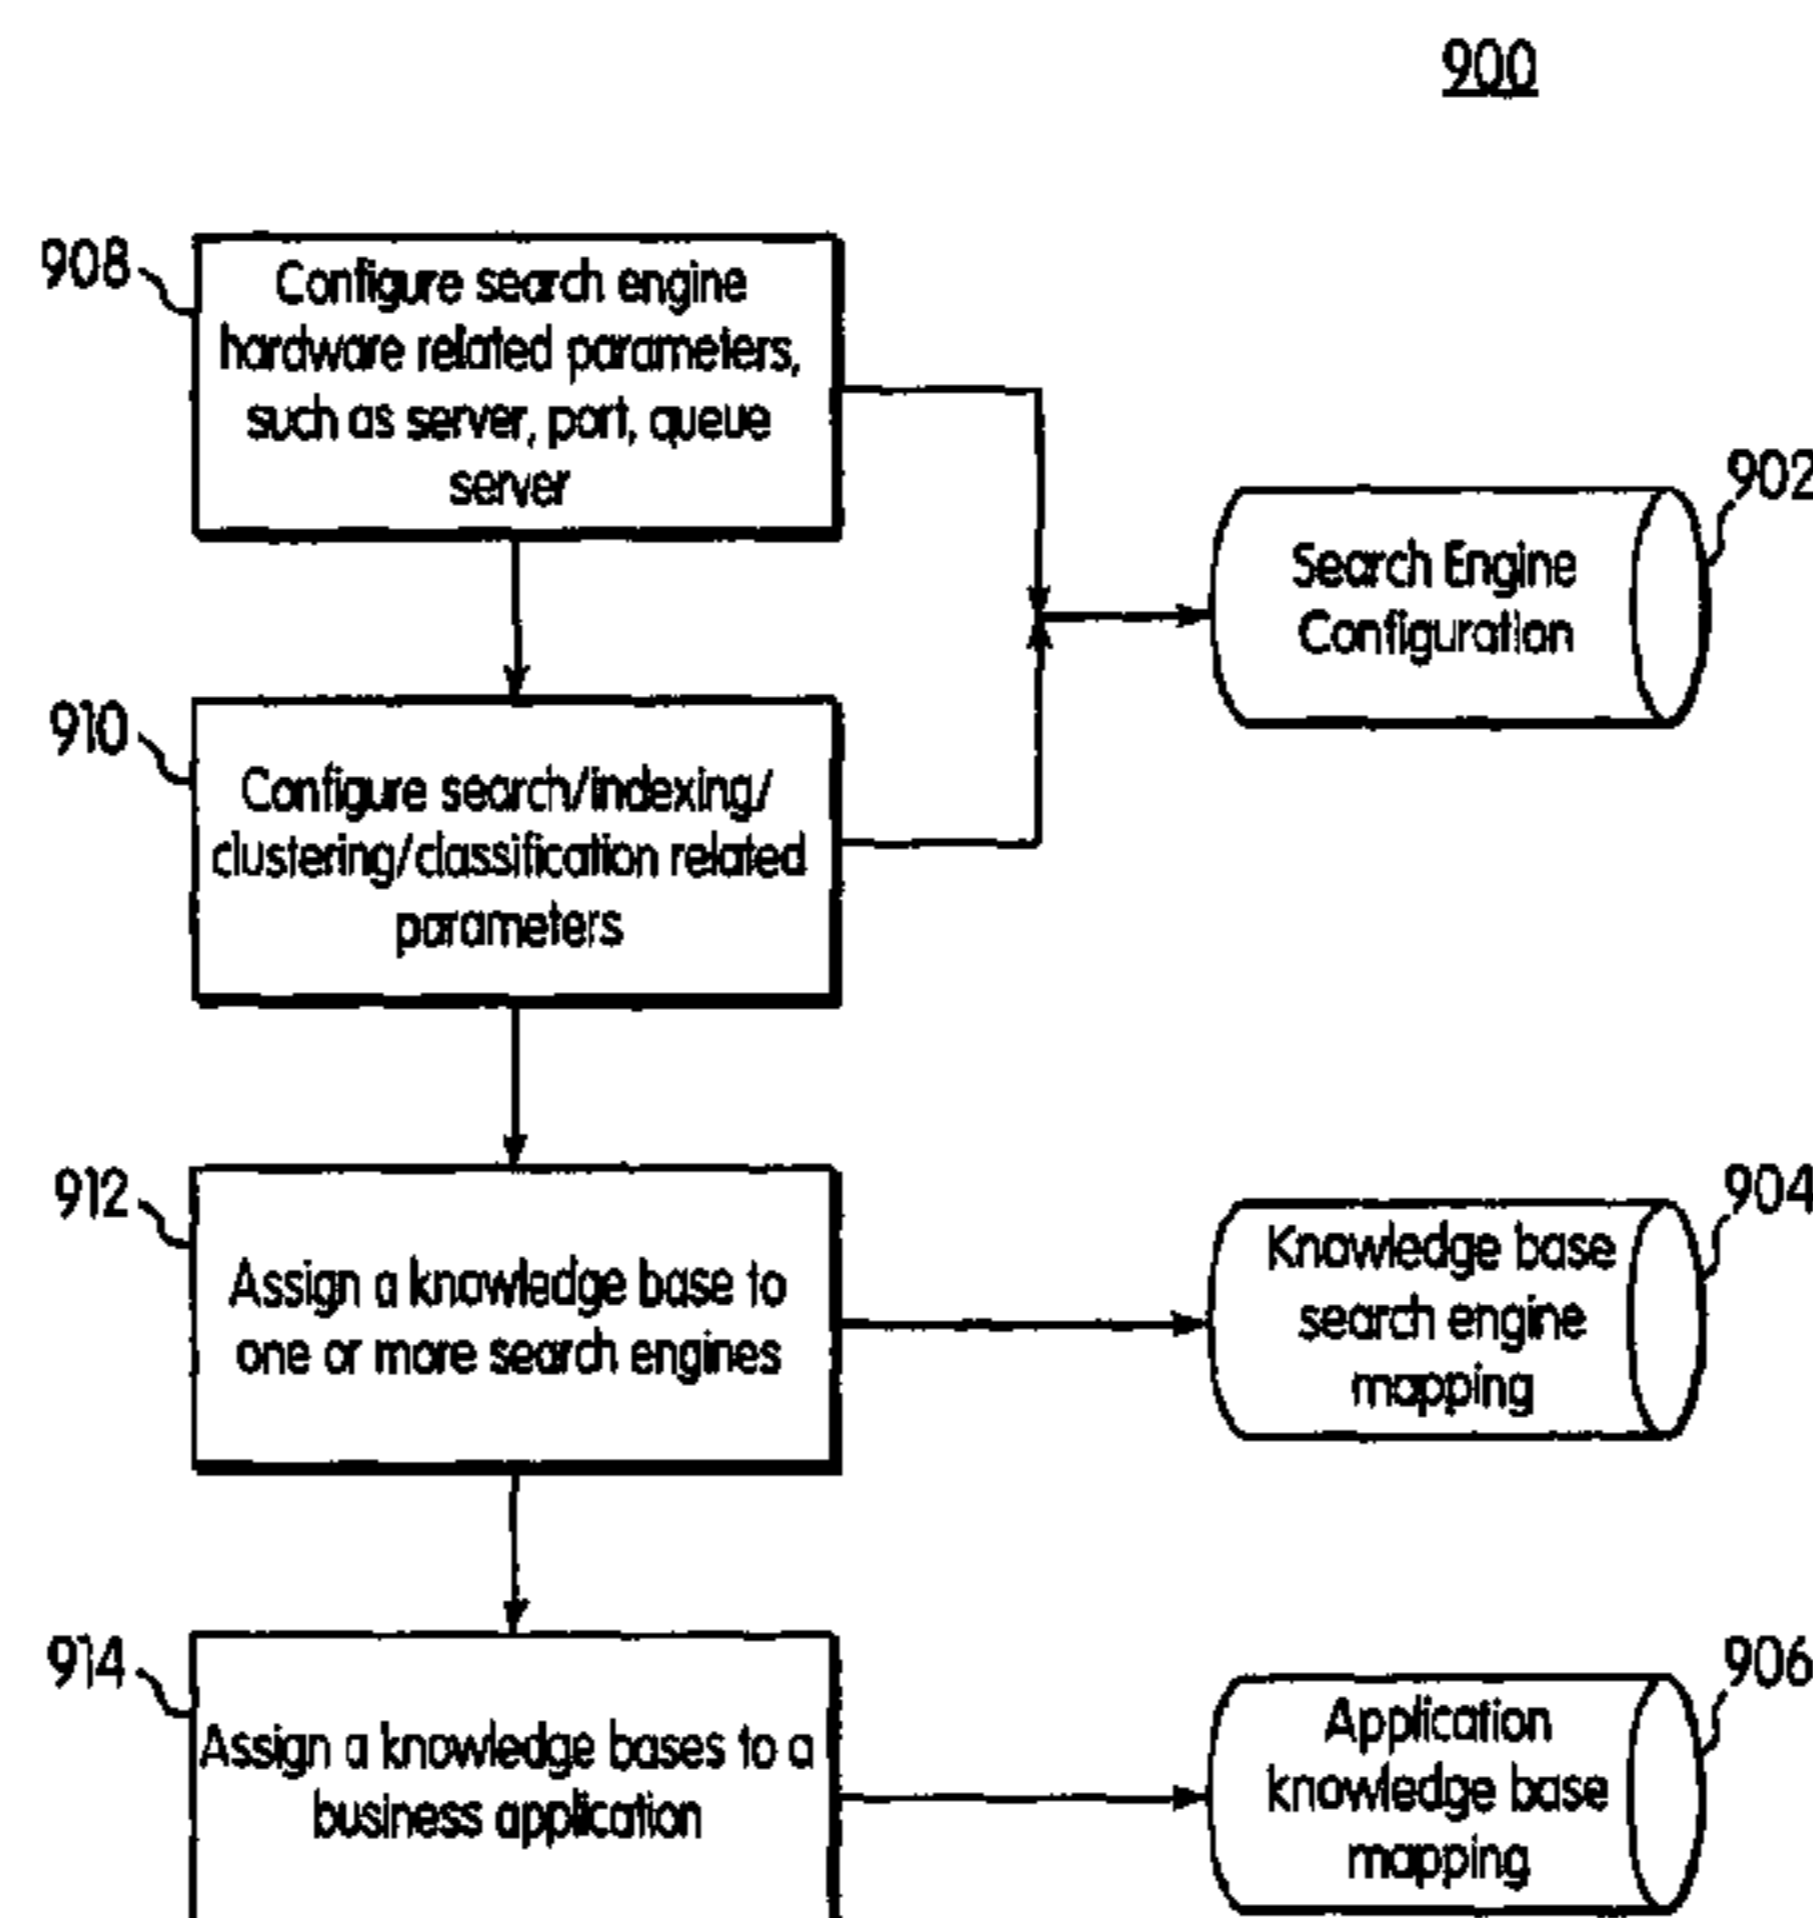 900
908
Configure search engine
hardware related parameters,
such as server, port, queue
server
902
Search Engine
Configuration
910
Configure search/indexing/
clustering/classification related
parameters
912
Assign a knowledge base to
one or more search engines
904
Knowledge base
search engine
mapping
914
Assign a knowledge bases to a
business application
906
Application
knowledge base
mapping